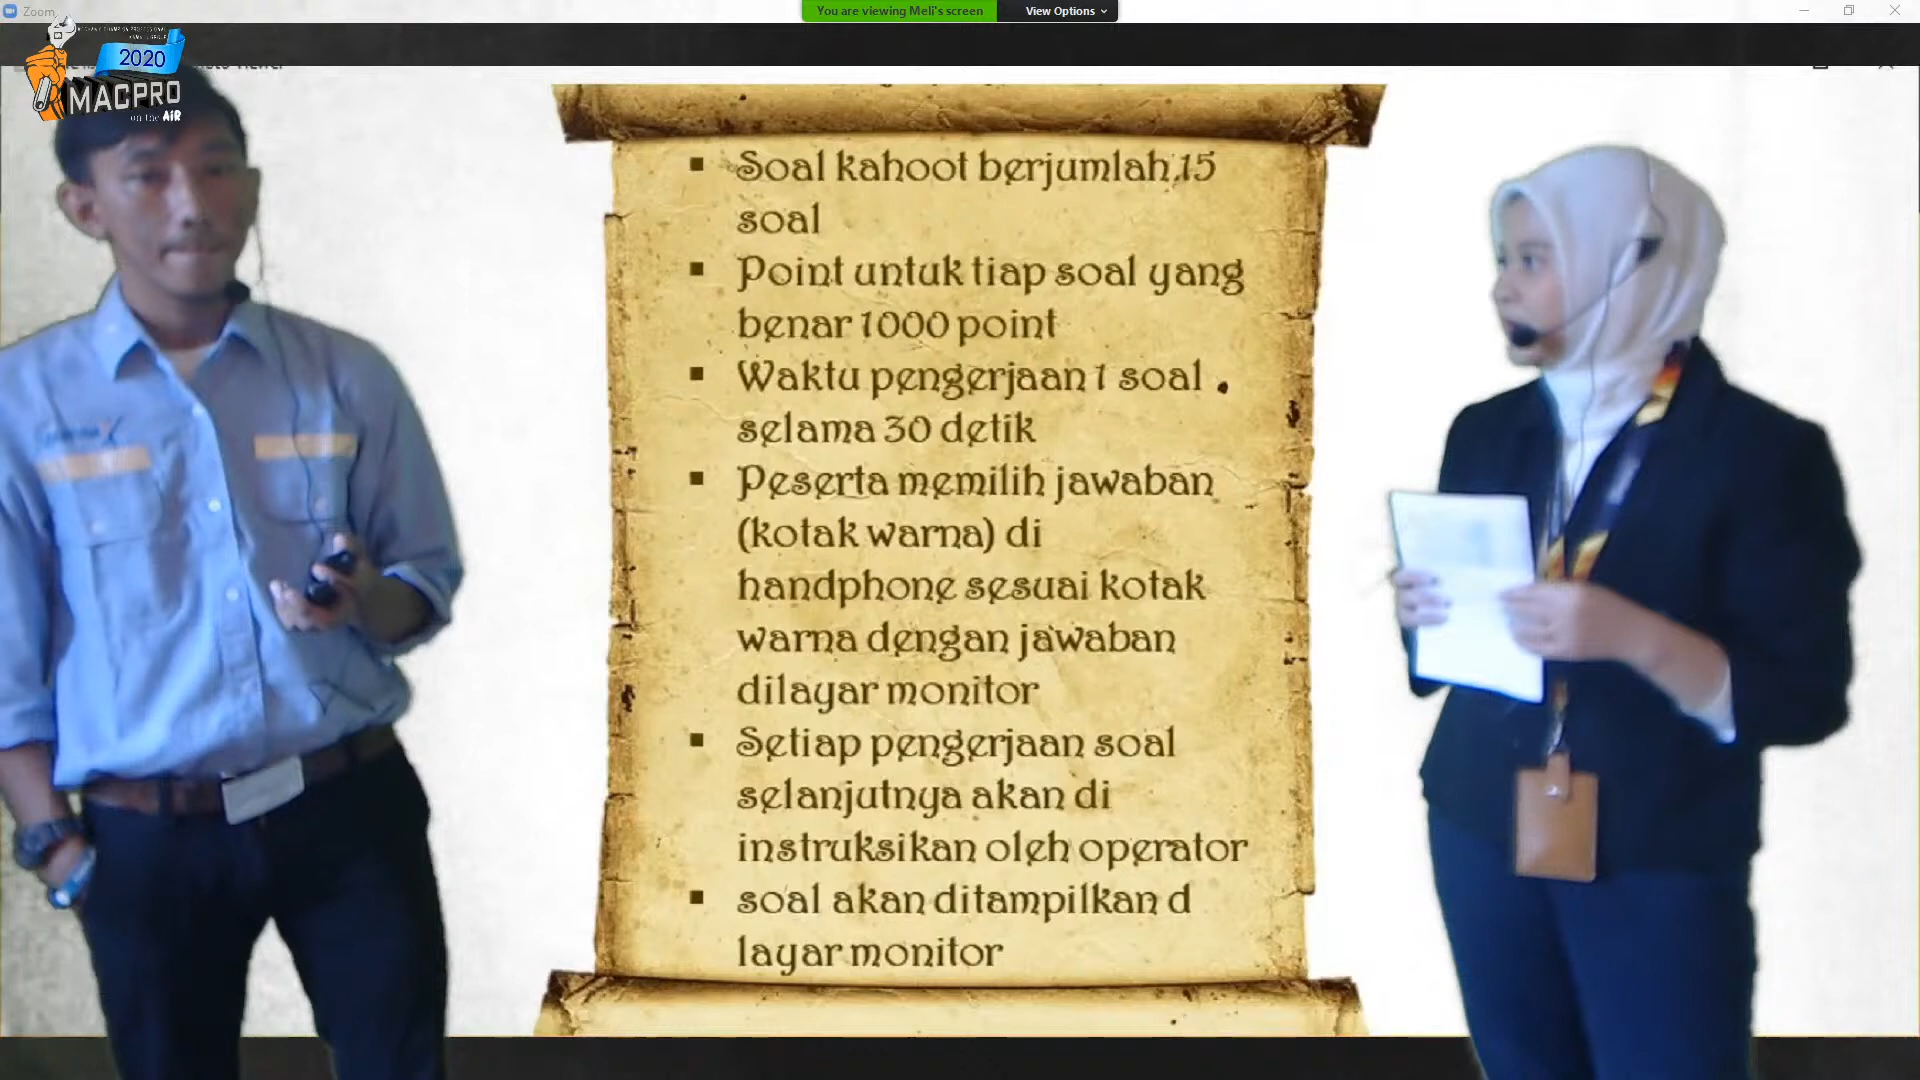 Zoom
You are viewing Meli's screen
View Options
2020
MACPRO
on the AiR
▪ Soal kahoot berjumlah 15
soal
▪ Point untuk tiap soal yang
benar 1000 point
▪ Waktu pengerjaan 1 soal
selama 30 detik
▪ Peserta memilih jawaban
(kotak warna) di
handphone sesuai kotak
warna dengan jawaban
dilayar monitor
▪ Setiap pengerjaan soal
selanjutnya akan di
instruksikan oleh operator
▪ soal akan ditampilkan d
layar monitor